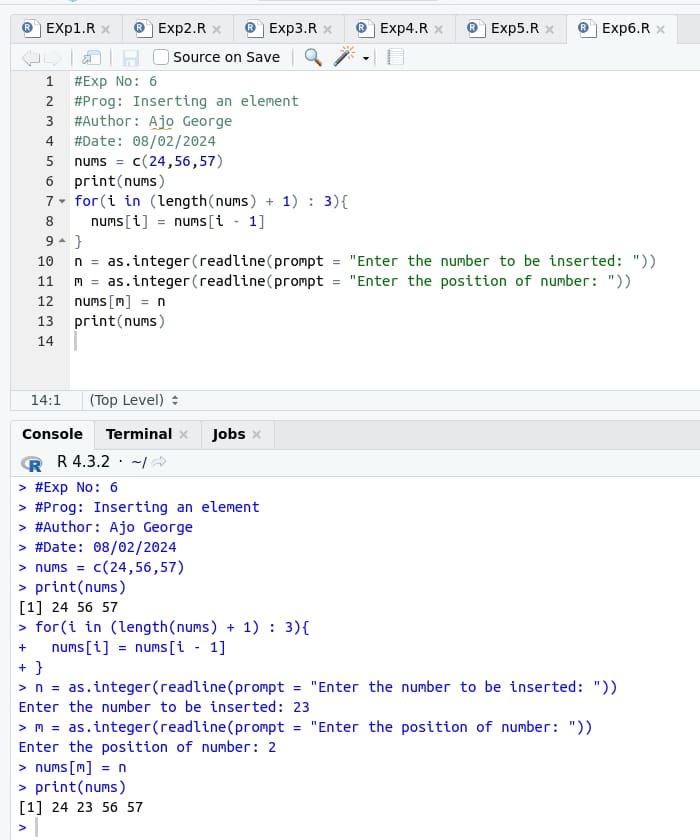 EXp1.R Exp2.R Exp3.R Exp4.R Exp5.R Exp6.R
Source on Save
1 #Exp No: 6
2 #Prog: Inserting an element
3 #Author: Ajo George
4 #Date: 08/02/2024
5 nums = c(24,56,57)
6 print(nums)
7 for(i in (length(nums) + 1) : 3){
8   nums[i] = nums[i - 1]
9 }
10 n = as.integer(readline(prompt = "Enter the number to be inserted: "))
11 m = as.integer(readline(prompt = "Enter the position of number: "))
12 nums[m] = n
13 print(nums)
14
14:1 (Top Level)
Console Terminal Jobs
R R 4.3.2 · ~/
> #Exp No: 6
> #Prog: Inserting an element
> #Author: Ajo George
> #Date: 08/02/2024
> nums = c(24,56,57)
> print(nums)
[1] 24 56 57
> for(i in (length(nums) + 1) : 3){
+   nums[i] = nums[i - 1]
+ }
> n = as.integer(readline(prompt = "Enter the number to be inserted: "))
Enter the number to be inserted: 23
> m = as.integer(readline(prompt = "Enter the position of number: "))
Enter the position of number: 2
> nums[m] = n
> print(nums)
[1] 24 23 56 57
>